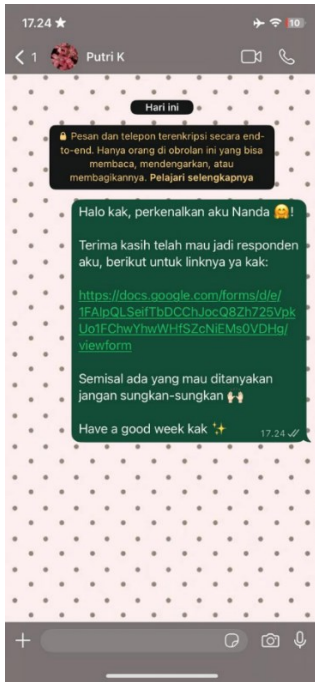 17.24
10
1
Putri K
Hari ini
Pesan dan telepon terenkripsi secara end-
to-end. Hanya orang di obrolan ini yang bisa
membaca, mendengarkan, atau
membagikannya. Pelajari selengkapnya
Halo kak, perkenalkan aku Nanda 🤗!
Terima kasih telah mau jadi responden
aku, berikut untuk linknya ya kak:
https://docs.google.com/forms/d/e/
1FAIpQLSeifTbDCChJocQ8Zh725Vpk
Uo1FChwYhwWHfSZcNiEMs0VDHg/
viewform
Semisal ada yang mau ditanyakan
jangan sungkan-sungkan 🙌🏻
Have a good week kak ✨
17.24